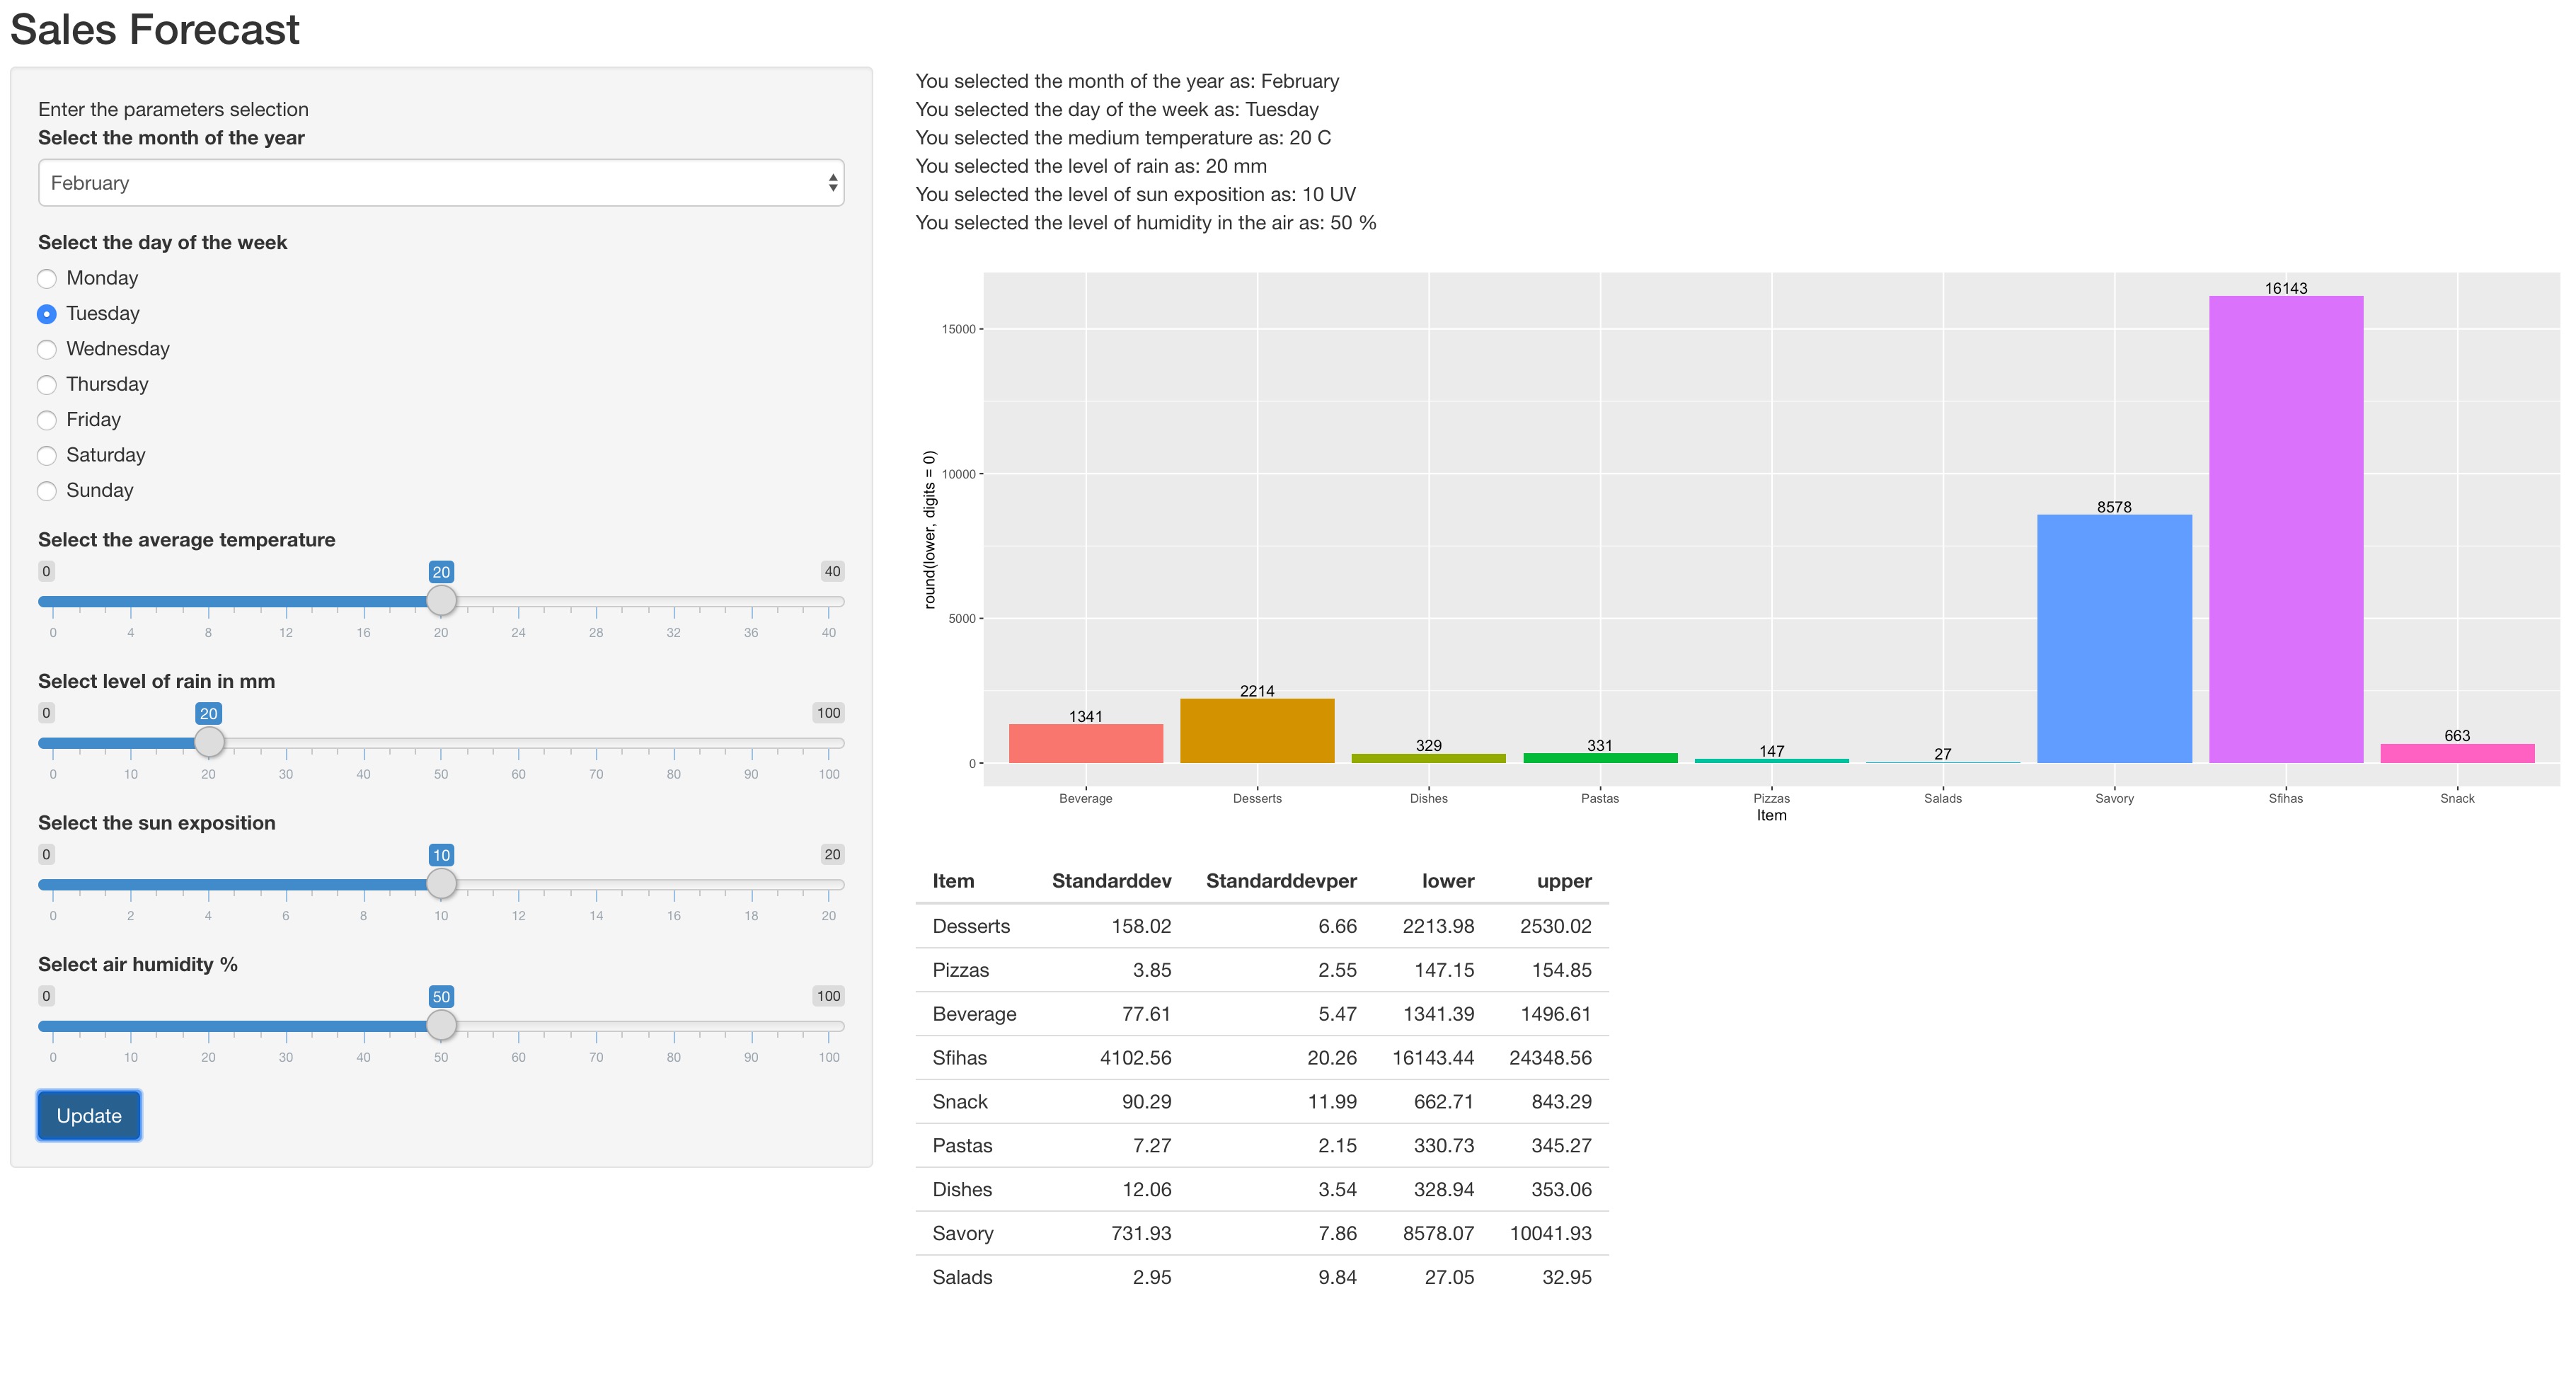 Sales Forecast
Enter the parameters selection
Select the month of the year
February
Select the day of the week
Monday
Tuesday
Wednesday
Thursday
Friday
Saturday
Sunday
Select the average temperature
0 20 40
0 4 8 12 16 20 24 28 32 36 40
Select level of rain in mm
0 20 100
0 10 20 30 40 50 60 70 80 90 100
Select the sun exposition
0 10 20
0 2 4 6 8 10 12 14 16 18 20
Select air humidity %
0 50 100
0 10 20 30 40 50 60 70 80 90 100
Update
You selected the month of the year as: February
You selected the day of the week as: Tuesday
You selected the medium temperature as: 20 C
You selected the level of rain as: 20 mm
You selected the level of sun exposition as: 10 UV
You selected the level of humidity in the air as: 50 %
round(lower, digits = 0)
15000
10000
5000
0
1341 2214 329 331 147 27 8578 16143 663
Beverage Desserts Dishes Pastas Pizzas Salads Savory Sfihas Snack
Item
Item Standarddev Standarddevper lower upper
Desserts 158.02 6.66 2213.98 2530.02
Pizzas 3.85 2.55 147.15 154.85
Beverage 77.61 5.47 1341.39 1496.61
Sfihas 4102.56 20.26 16143.44 24348.56
Snack 90.29 11.99 662.71 843.29
Pastas 7.27 2.15 330.73 345.27
Dishes 12.06 3.54 328.94 353.06
Savory 731.93 7.86 8578.07 10041.93
Salads 2.95 9.84 27.05 32.95